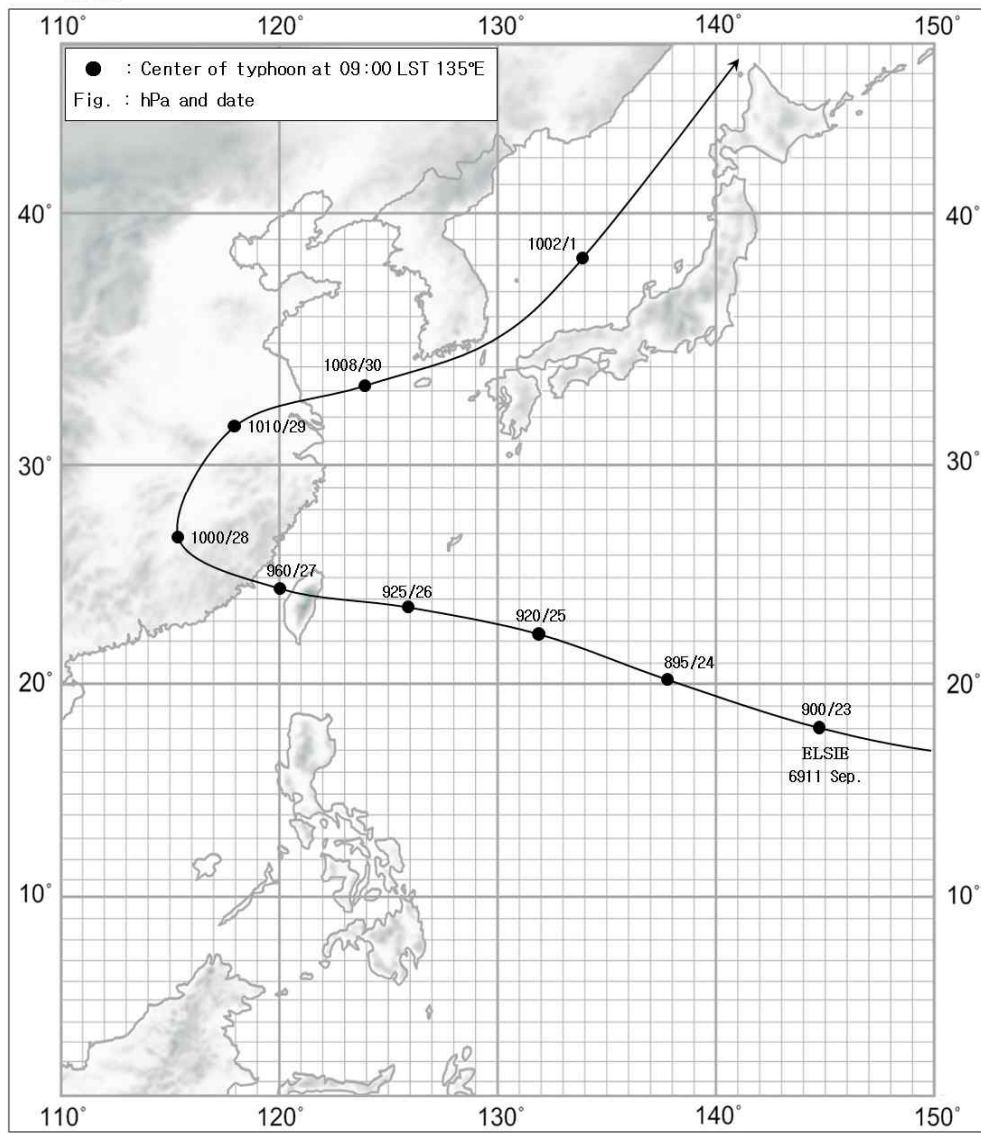 110° 120° 130° 140° 150°
● : Center of typhoon at 09:00 LST 135°E
Fig. : hPa and date
40° 40°
1002/1
1008/30
1010/29
30° 30°
1000/28
960/27
925/26
920/25
895/24
20° 20°
900/23
ELSIE
6911 Sep.
10° 10°
110° 120° 130° 140° 150°